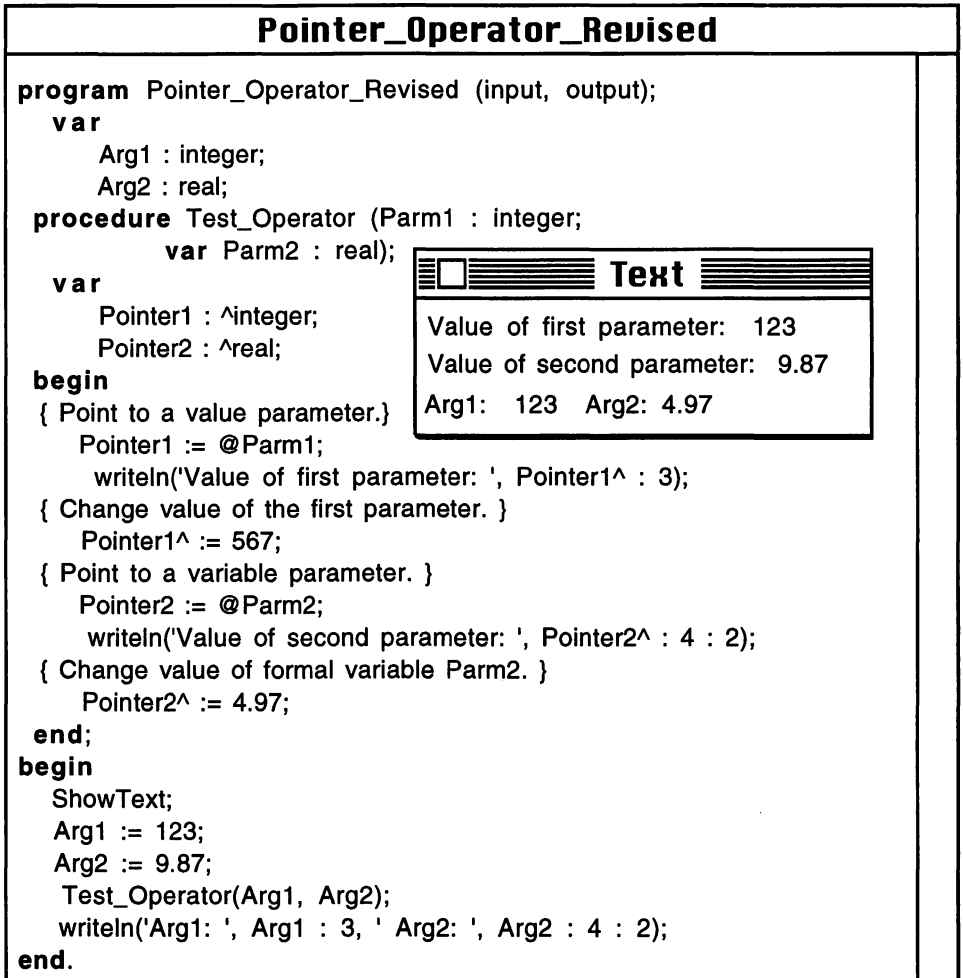 Pointer_Operator_Revised
program Pointer_Operator_Revised (input, output);
var
Arg1 : integer;
Arg2 : real;
procedure Test_Operator (Parm1 : integer;
var Parm2 : real);
var
Pointer1 : ^integer;
Pointer2 : ^real;
begin
{ Point to a value parameter.}
Pointer1 := @Parm1;
writeln('Value of first parameter: ', Pointer1^ : 3);
{ Change value of the first parameter. }
Pointer1^ := 567;
{ Point to a variable parameter. }
Pointer2 := @Parm2;
writeln('Value of second parameter: ', Pointer2^ : 4 : 2);
{ Change value of formal variable Parm2. }
Pointer2^ := 4.97;
end;
begin
ShowText;
Arg1 := 123;
Arg2 := 9.87;
Test_Operator(Arg1, Arg2);
writeln('Arg1: ', Arg1 : 3, ' Arg2: ', Arg2 : 4 : 2);
end.
Text
Value of first parameter: 123
Value of second parameter: 9.87
Arg1: 123 Arg2: 4.97